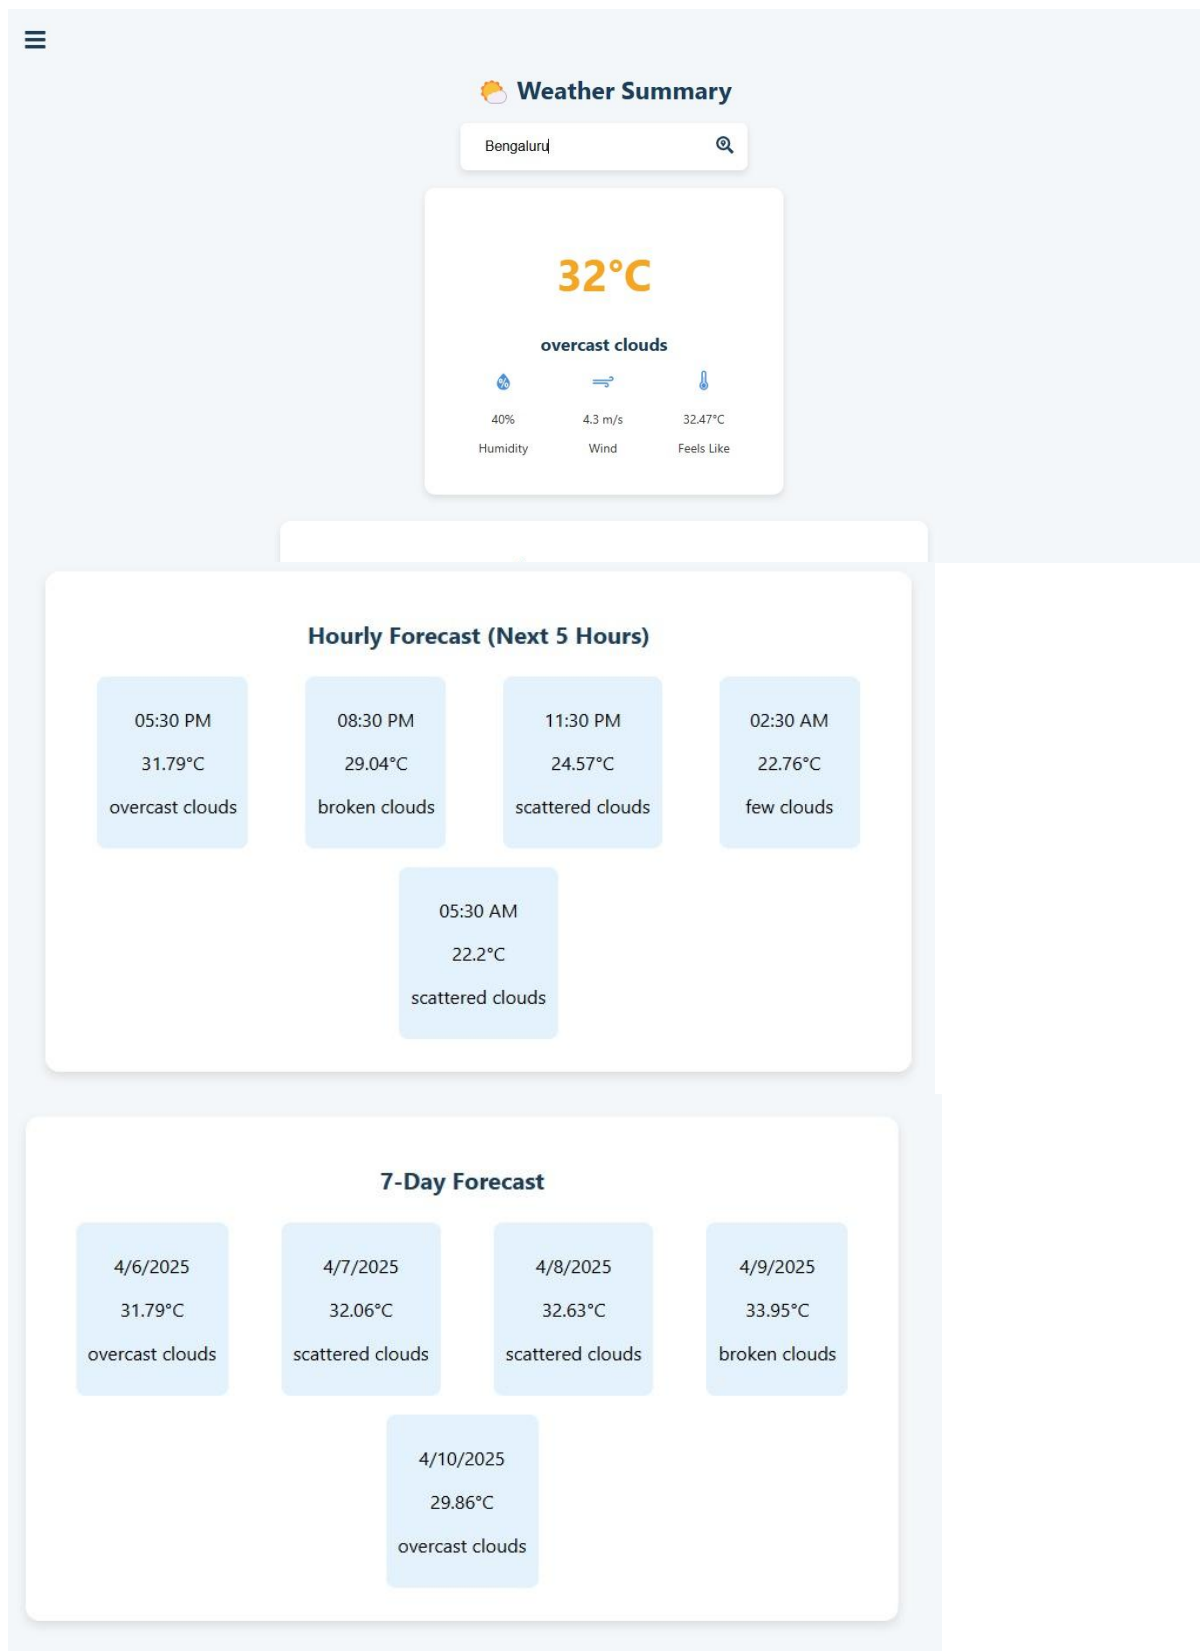 Weather Summary
Bengaluru
32°C
overcast clouds
%
40% 4.3 m/s 32.47°C
Humidity Wind Feels Like
Hourly Forecast (Next 5 Hours)
05:30 PM 08:30 PM 11:30 PM 02:30 AM
31.79°C 29.04°C 24.57°C 22.76°C
overcast clouds broken clouds scattered clouds few clouds
05:30 AM
22.2°C
scattered clouds
7-Day Forecast
4/6/2025 4/7/2025 4/8/2025 4/9/2025
31.79°C 32.06°C 32.63°C 33.95°C
overcast clouds scattered clouds scattered clouds broken clouds
4/10/2025
29.86°C
overcast clouds